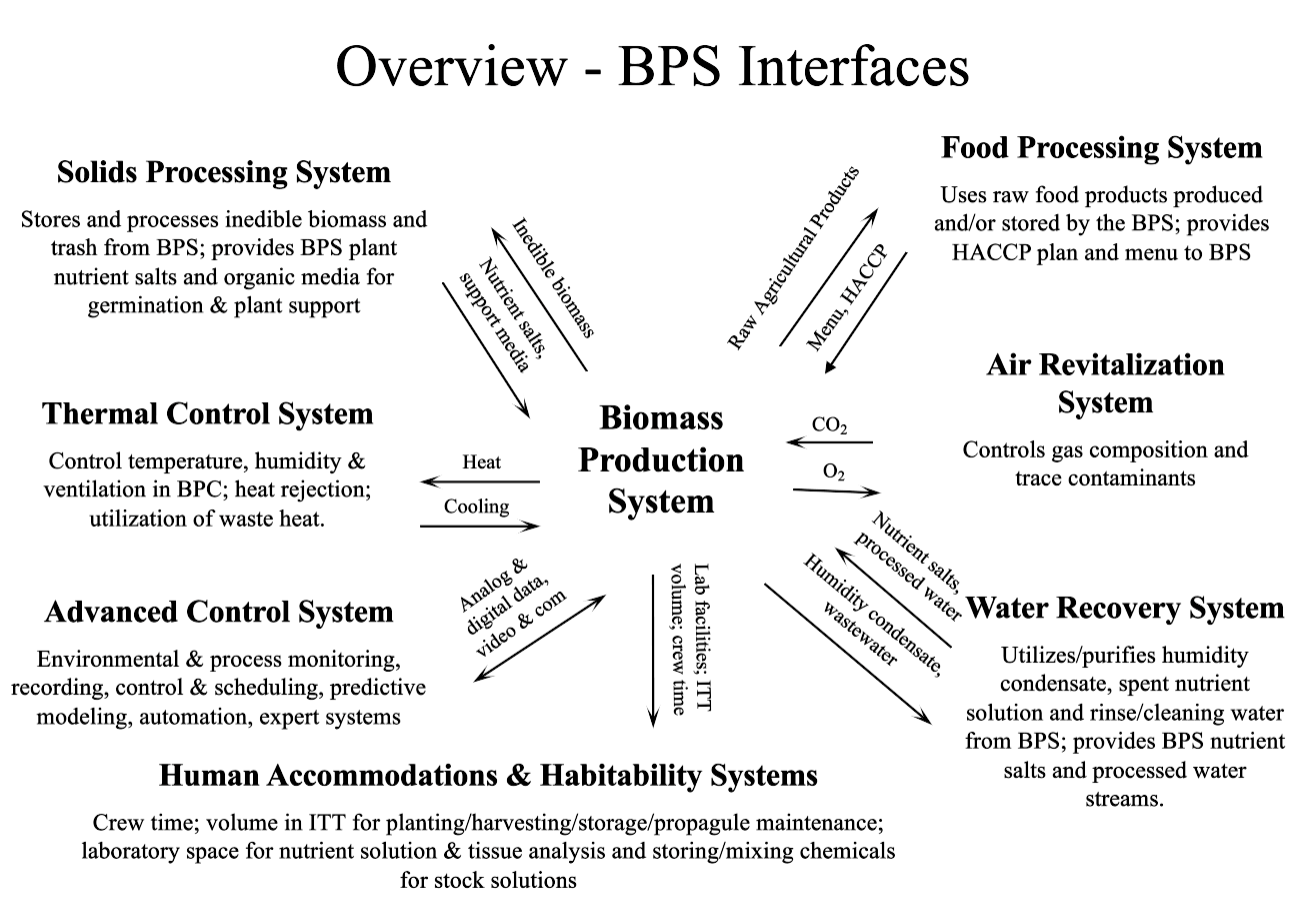 Overview - BPS Interfaces
Solids Processing System
Stores and processes inedible biomass and
trash from BPS; provides BPS plant
nutrient salts and organic media for
germination & plant support
Inedible biomass
Nutrient salts,
support media
Raw Agricultural Products
Menu, HACCP
Food Processing System
Uses raw food products produced
and/or stored by the BPS; provides
HACCP plan and menu to BPS
Thermal Control System
Control temperature, humidity &
ventilation in BPC; heat rejection;
utilization of waste heat.
Heat
Cooling
Biomass
Production
System
CO₂
O₂
Air Revitalization
System
Controls gas composition and
trace contaminants
Advanced Control System
Environmental & process monitoring,
recording, control & scheduling, predictive
modeling, automation, expert systems
Analog &
digital data,
video & com
Lab facilities; ITT
volume; crew time
Nutrient salts,
processed water
Humidity condensate,
wastewater
Water Recovery System
Utilizes/purifies humidity
condensate, spent nutrient
solution and rinse/cleaning water
from BPS; provides BPS nutrient
salts and processed water
streams.
Human Accommodations & Habitability Systems
Crew time; volume in ITT for planting/harvesting/storage/propagule maintenance;
laboratory space for nutrient solution & tissue analysis and storing/mixing chemicals
for stock solutions